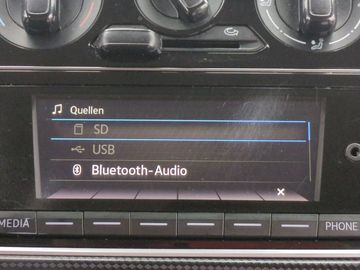 Quellen
SD
USB
Bluetooth-Audio
MEDIA
PHONE